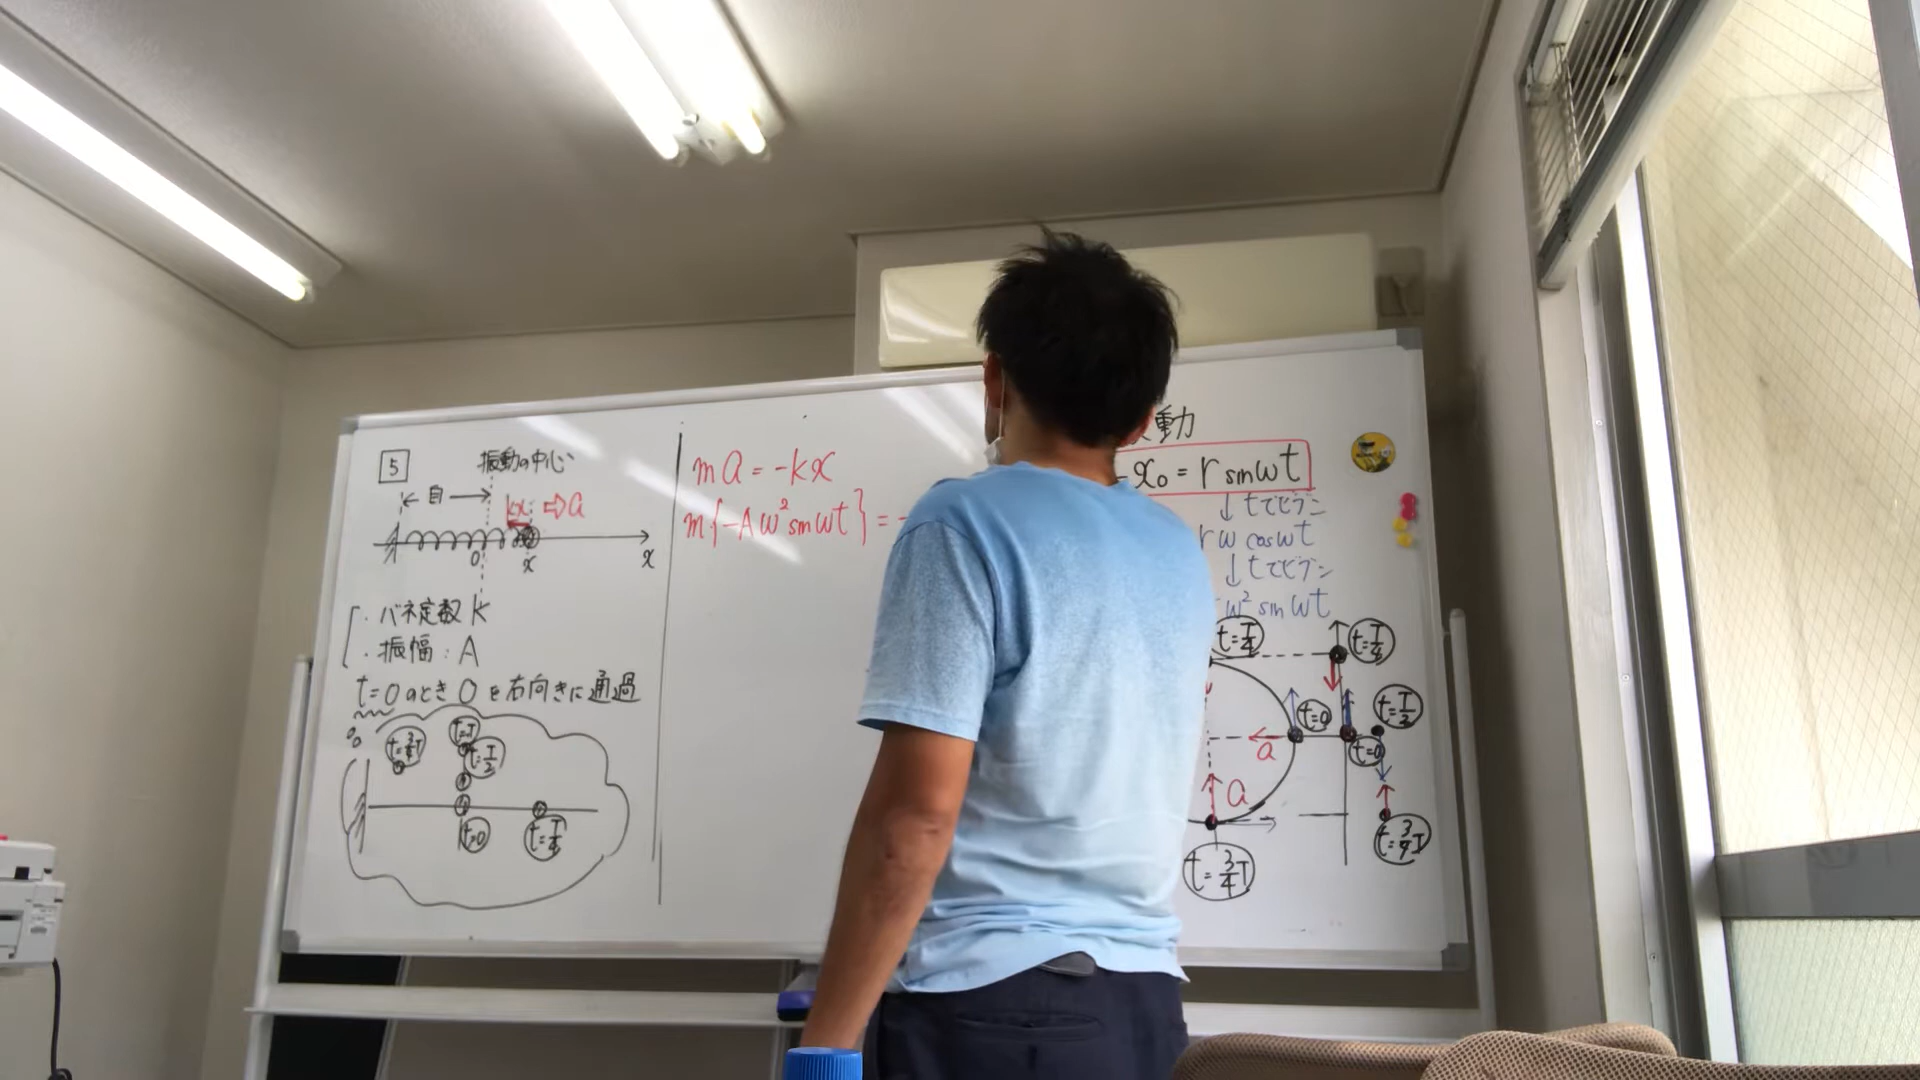 5
振動の中心
自
kx ⇨ a
0
x
x
・バネ定数 k
・振幅：A
t=0のとき 0を右向きに通過
t=3/4T
t=T
t=T/2
t=0
t=T/4
ma = -kx
m{-Aω² sin ωt} = -
動
-x₀ = r sin ωt
↓ tでビブン
rω cos ωt
↓ tでビブン
ω² sin ωt
t=T/4
t=T/4
t=0
t=T/2
a
t=0
a
t=3/4T
t=3/4T